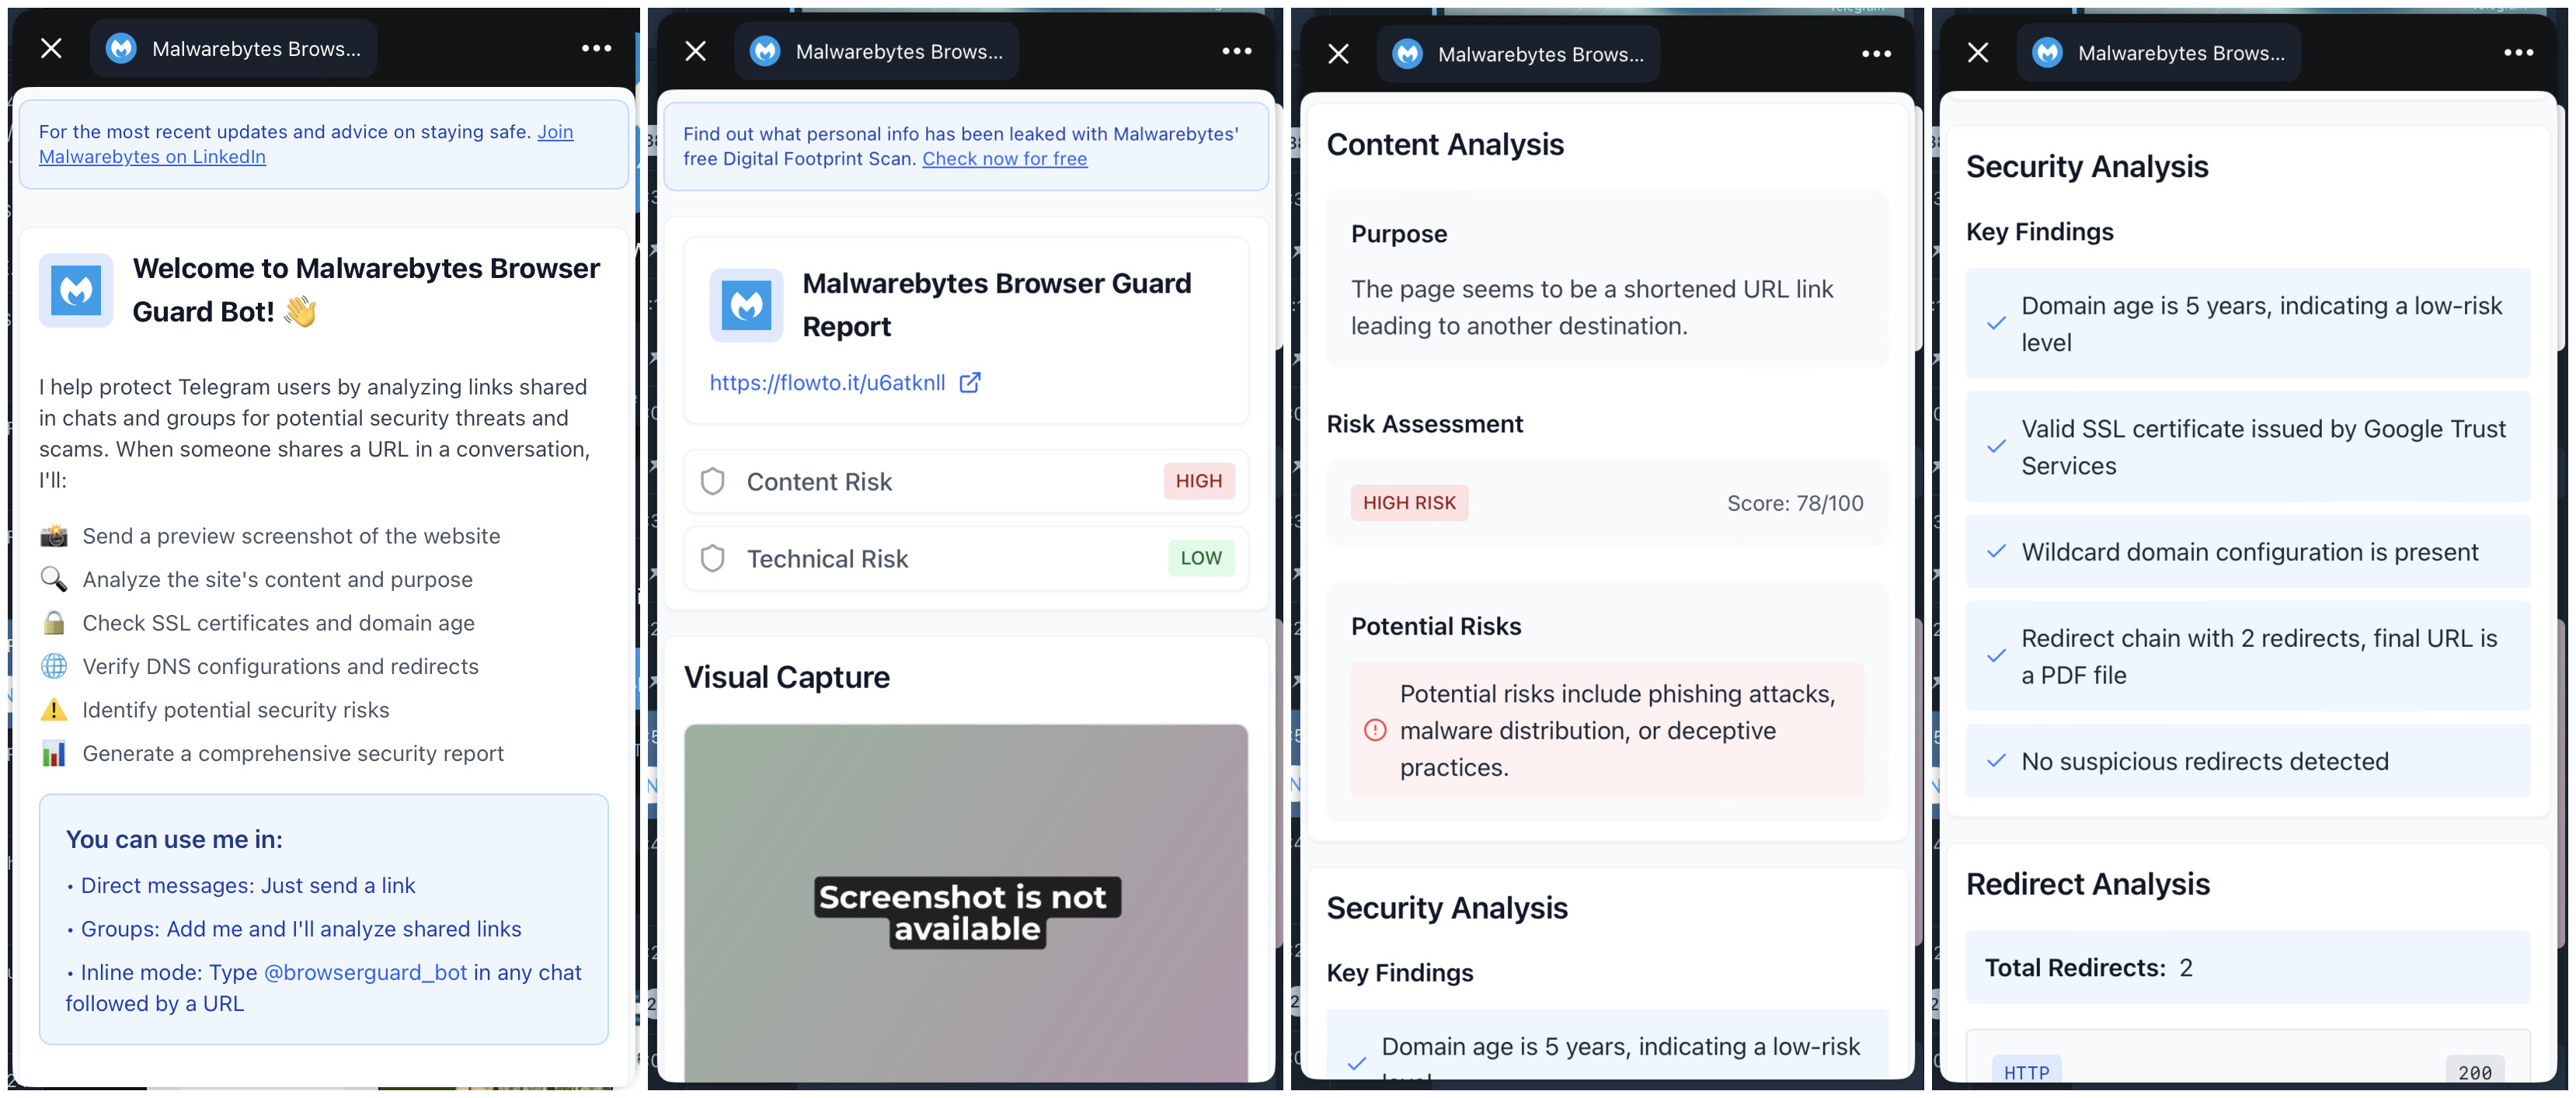 Malwarebytes Brows...
For the most recent updates and advice on staying safe. Join
Malwarebytes on LinkedIn
Welcome to Malwarebytes Browser
Guard Bot! 👋
I help protect Telegram users by analyzing links shared
in chats and groups for potential security threats and
scams. When someone shares a URL in a conversation,
I'll:
📸 Send a preview screenshot of the website
🔍 Analyze the site's content and purpose
🔒 Check SSL certificates and domain age
🌐 Verify DNS configurations and redirects
⚠️ Identify potential security risks
📊 Generate a comprehensive security report
You can use me in:
• Direct messages: Just send a link
• Groups: Add me and I'll analyze shared links
• Inline mode: Type @browserguard_bot in any chat
followed by a URL
Malwarebytes Brows...
Find out what personal info has been leaked with Malwarebytes'
free Digital Footprint Scan. Check now for free
Malwarebytes Browser Guard
Report
https://flowto.it/u6atknll
Content Risk HIGH
Technical Risk LOW
Visual Capture
Screenshot is not
available
Malwarebytes Brows...
Content Analysis
Purpose
The page seems to be a shortened URL link
leading to another destination.
Risk Assessment
HIGH RISK Score: 78/100
Potential Risks
Potential risks include phishing attacks,
malware distribution, or deceptive
practices.
Security Analysis
Key Findings
Domain age is 5 years, indicating a low-risk
level
Malwarebytes Brows...
Security Analysis
Key Findings
Domain age is 5 years, indicating a low-risk
level
Valid SSL certificate issued by Google Trust
Services
Wildcard domain configuration is present
Redirect chain with 2 redirects, final URL is
a PDF file
No suspicious redirects detected
Redirect Analysis
Total Redirects: 2
HTTP 200